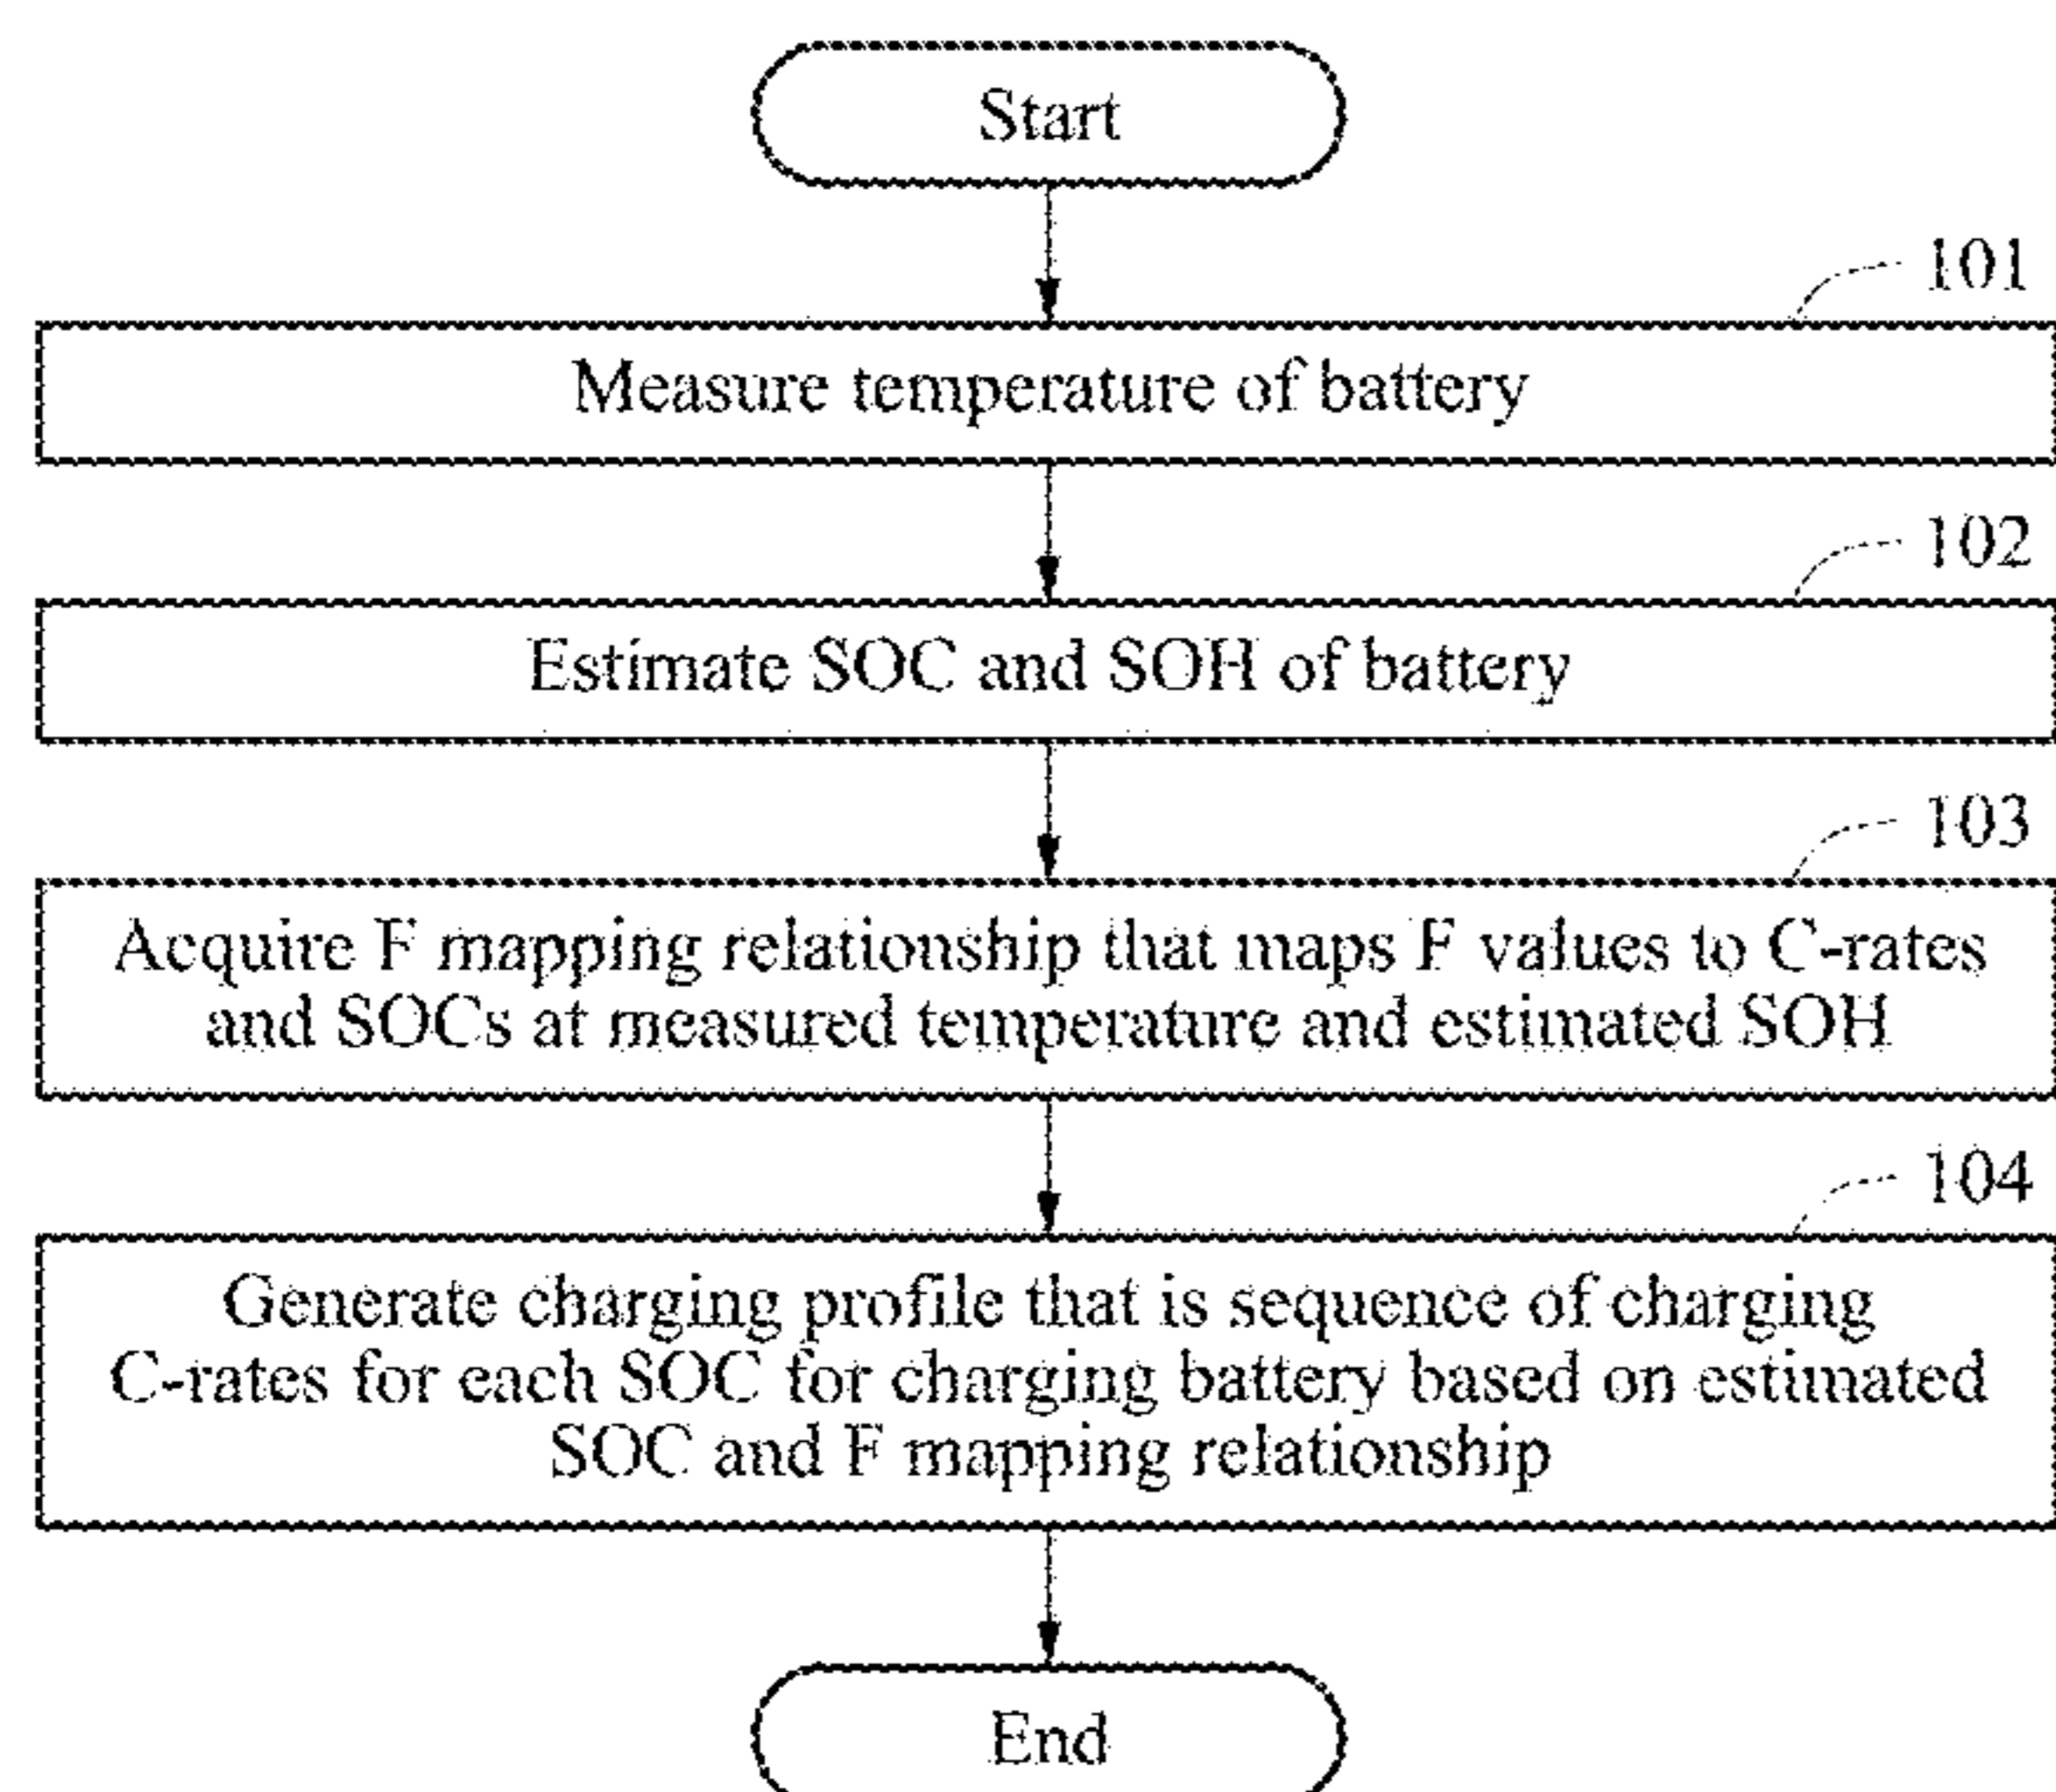 Start
101
Measure temperature of battery
102
Estimate SOC and SOH of battery
103
Acquire F mapping relationship that maps F values to C-rates
and SOCs at measured temperature and estimated SOH
104
Generate charging profile that is sequence of charging
C-rates for each SOC for charging battery based on estimated
SOC and F mapping relationship
End